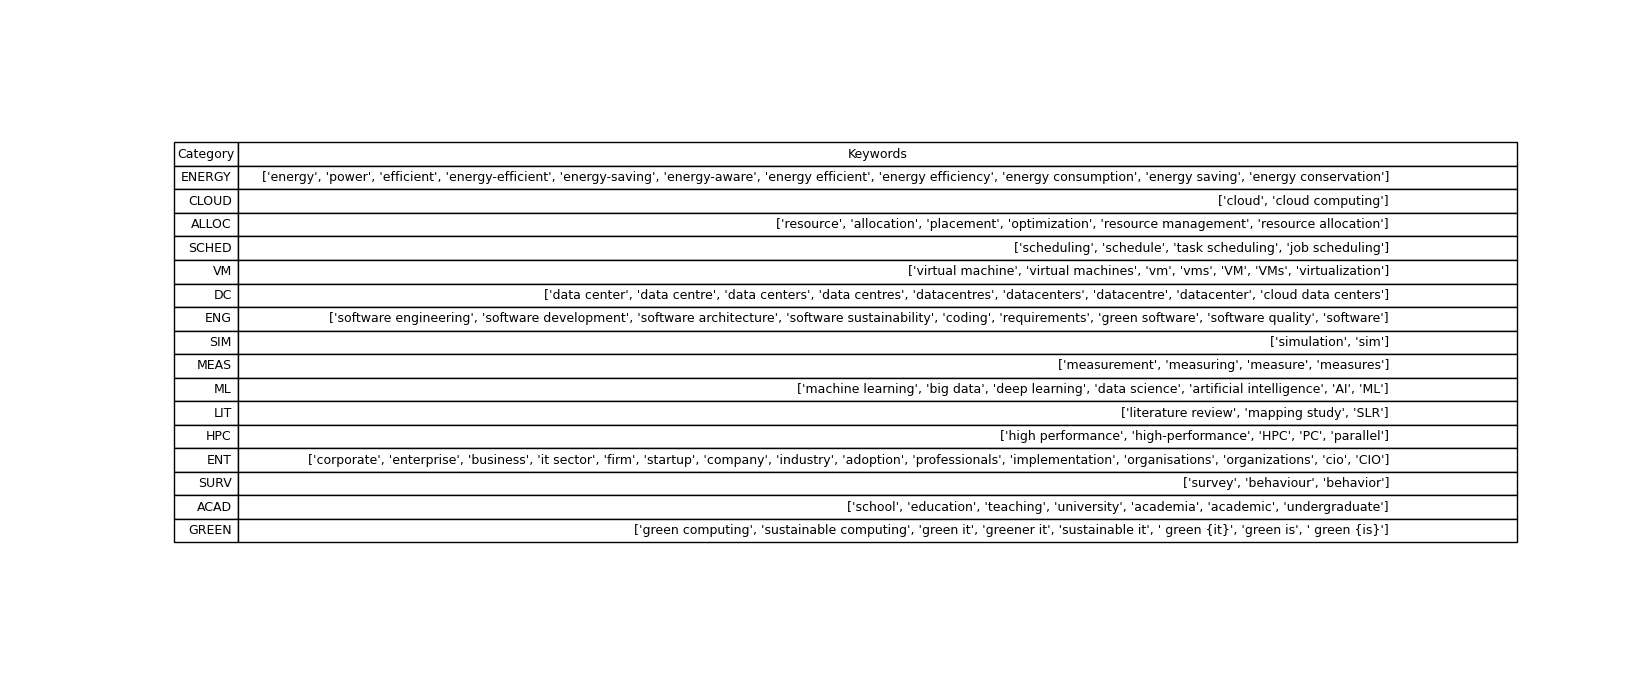 Category Keywords
ENERGY ['energy', 'power', 'efficient', 'energy-efficient', 'energy-saving', 'energy-aware', 'energy efficient', 'energy efficiency', 'energy consumption', 'energy saving', 'energy conservation']
CLOUD ['cloud', 'cloud computing']
ALLOC ['resource', 'allocation', 'placement', 'optimization', 'resource management', 'resource allocation']
SCHED ['scheduling', 'schedule', 'task scheduling', 'job scheduling']
VM ['virtual machine', 'virtual machines', 'vm', 'vms', 'VM', 'VMs', 'virtualization']
DC ['data center', 'data centre', 'data centers', 'data centres', 'datacentres', 'datacenters', 'datacentre', 'datacenter', 'cloud data centers']
ENG ['software engineering', 'software development', 'software architecture', 'software sustainability', 'coding', 'requirements', 'green software', 'software quality', 'software']
SIM ['simulation', 'sim']
MEAS ['measurement', 'measuring', 'measure', 'measures']
ML ['machine learning', 'big data', 'deep learning', 'data science', 'artificial intelligence', 'AI', 'ML']
LIT ['literature review', 'mapping study', 'SLR']
HPC ['high performance', 'high-performance', 'HPC', 'PC', 'parallel']
ENT ['corporate', 'enterprise', 'business', 'it sector', 'firm', 'startup', 'company', 'industry', 'adoption', 'professionals', 'implementation', 'organisations', 'organizations', 'cio', 'CIO']
SURV ['survey', 'behaviour', 'behavior']
ACAD ['school', 'education', 'teaching', 'university', 'academia', 'academic', 'undergraduate']
GREEN ['green computing', 'sustainable computing', 'green it', 'greener it', 'sustainable it', ' green {it}', 'green is', ' green {is}']